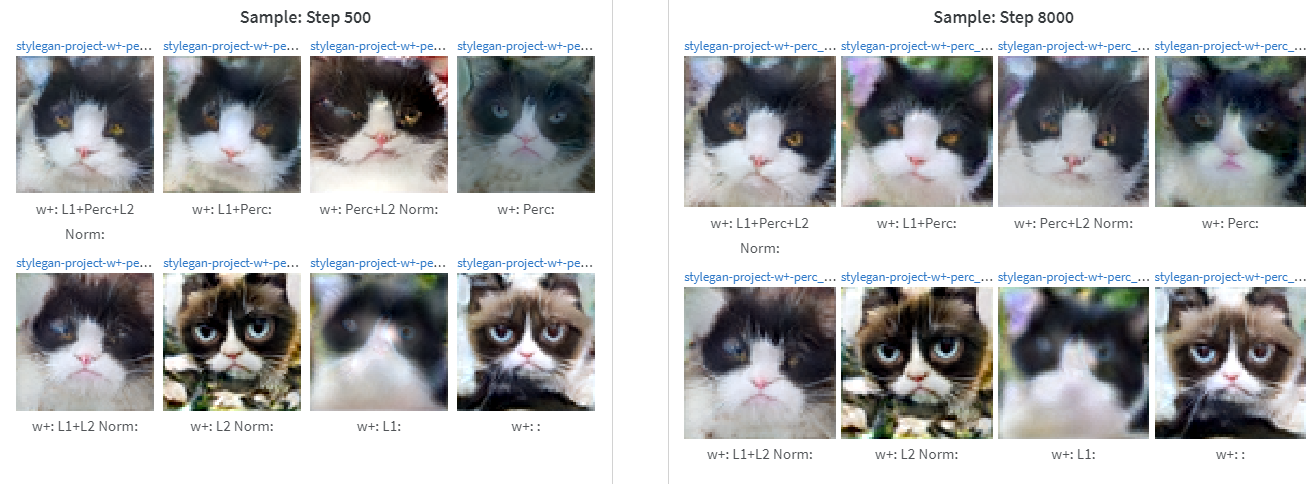 Sample: Step 500
stylegan-project-w+-pe... stylegan-project-w+-pe... stylegan-project-w+-pe... stylegan-project-w+-pe...
w+: L1+Perc+L2 Norm: w+: L1+Perc: w+: Perc+L2 Norm: w+: Perc:
stylegan-project-w+-pe... stylegan-project-w+-pe... stylegan-project-w+-pe... stylegan-project-w+-pe...
w+: L1+L2 Norm: w+: L2 Norm: w+: L1: w+: :
Sample: Step 8000
stylegan-project-w+-perc_... stylegan-project-w+-perc_... stylegan-project-w+-perc_... stylegan-project-w+-perc_...
w+: L1+Perc+L2 Norm: w+: L1+Perc: w+: Perc+L2 Norm: w+: Perc:
stylegan-project-w+-perc_... stylegan-project-w+-perc_... stylegan-project-w+-perc_... stylegan-project-w+-perc_...
w+: L1+L2 Norm: w+: L2 Norm: w+: L1: w+: :